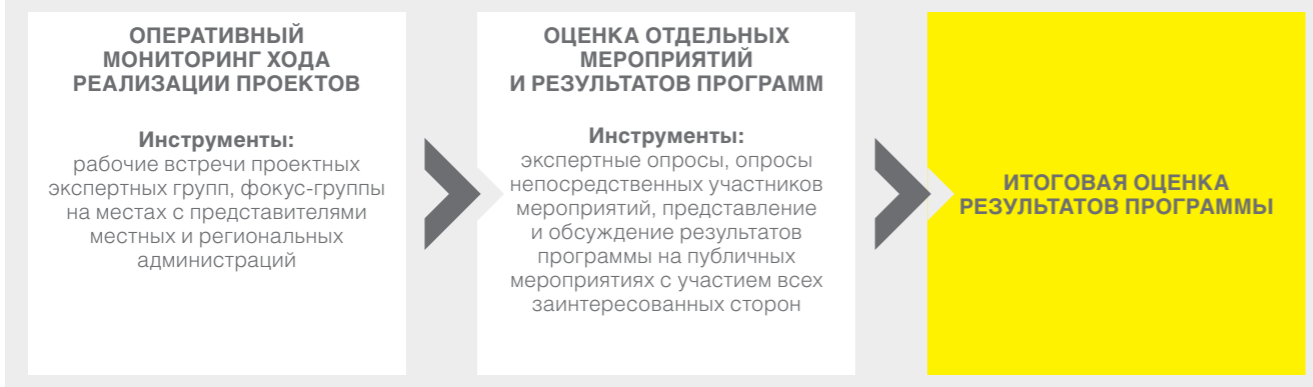 ОПЕРАТИВНЫЙ
МОНИТОРИНГ ХОДА
РЕАЛИЗАЦИИ ПРОЕКТОВ
Инструменты:
рабочие встречи проектных
экспертных групп, фокус-группы
на местах с представителями
местных и региональных
администраций
ОЦЕНКА ОТДЕЛЬНЫХ
МЕРОПРИЯТИЙ
И РЕЗУЛЬТАТОВ ПРОГРАММ
Инструменты:
экспертные опросы, опросы
непосредственных участников
мероприятий, представление
и обсуждение результатов
программы на публичных
мероприятиях с участием всех
заинтересованных сторон
ИТОГОВАЯ ОЦЕНКА
РЕЗУЛЬТАТОВ ПРОГРАММЫ